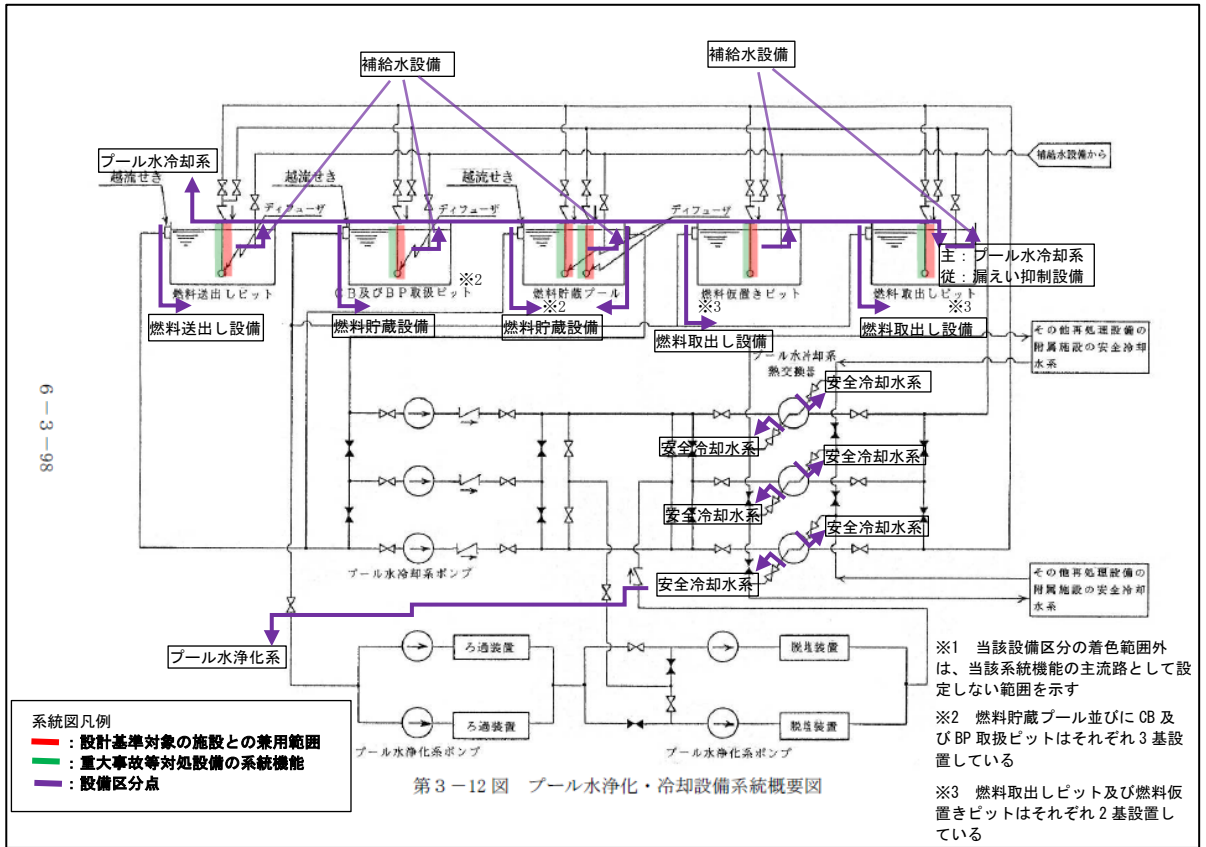 補給水設備
補給水設備
プール水冷却系
補給水設備から
越流せき
越流せき
越流せき
ディフューザ
ディフューザ
ディフューザ
主：プール水冷却系
従：漏えい抑制設備
燃料送出しピット
CB及びBP取扱ピット
※2
燃料貯蔵プール
※2
燃料仮置きピット
※3
燃料取出しピット
※3
燃料送出し設備
燃料貯蔵設備
燃料貯蔵設備
燃料取出し設備
燃料取出し設備
その他再処理設備の
附属施設の安全冷却
水系
プール水冷却系
熱交換器
安全冷却水系
安全冷却水系
安全冷却水系
安全冷却水系
安全冷却水系
安全冷却水系
プール水冷却系ポンプ
その他再処理設備の
附属施設の安全冷却
水系
プール水浄化系
ろ過装置
脱塩装置
ろ過装置
脱塩装置
プール水浄化系ポンプ
プール水浄化系ポンプ
※1　当該設備区分の着色範囲外
は、当該系統機能の主流路として設
定しない範囲を示す
※2　燃料貯蔵プール並びに CB 及
び BP 取扱ピットはそれぞれ 3 基設
置している
※3　燃料取出しピット及び燃料仮
置きピットはそれぞれ 2 基設置して
いる
系統図凡例
：設計基準対象の施設との兼用範囲
：重大事故等対処設備の系統機能
：設備区分点
第３－12図　プール水浄化・冷却設備系統概要図
6－3－98